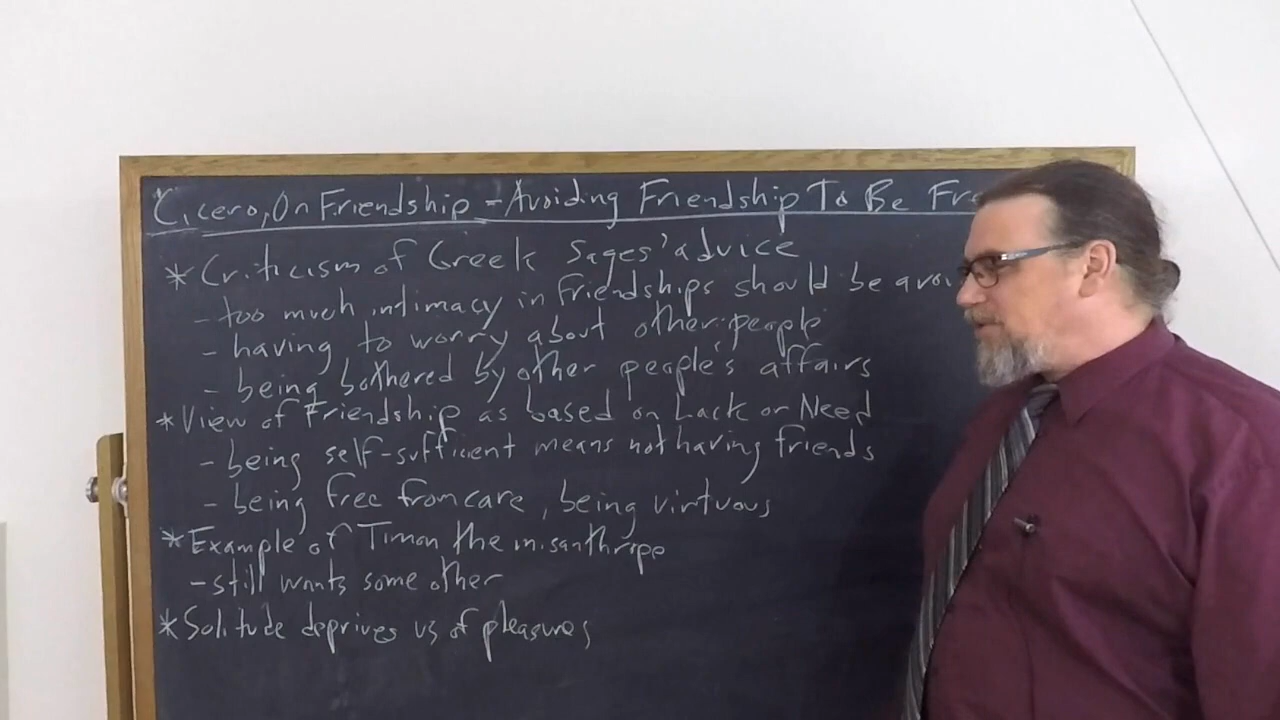 Cicero, On Friendship - Avoiding Friendship To Be Fre
* Criticism of Greek Sages' advice
- too much intimacy in friendships should be avoi
- having to worry about other people
- being bothered by other people's affairs
* View of Friendship as based on Lack or Need
- being self-sufficient means not having friends
- being free from care, being virtuous
* Example of Timon the misanthrope
- still wants some other
* Solitude deprives us of pleasures